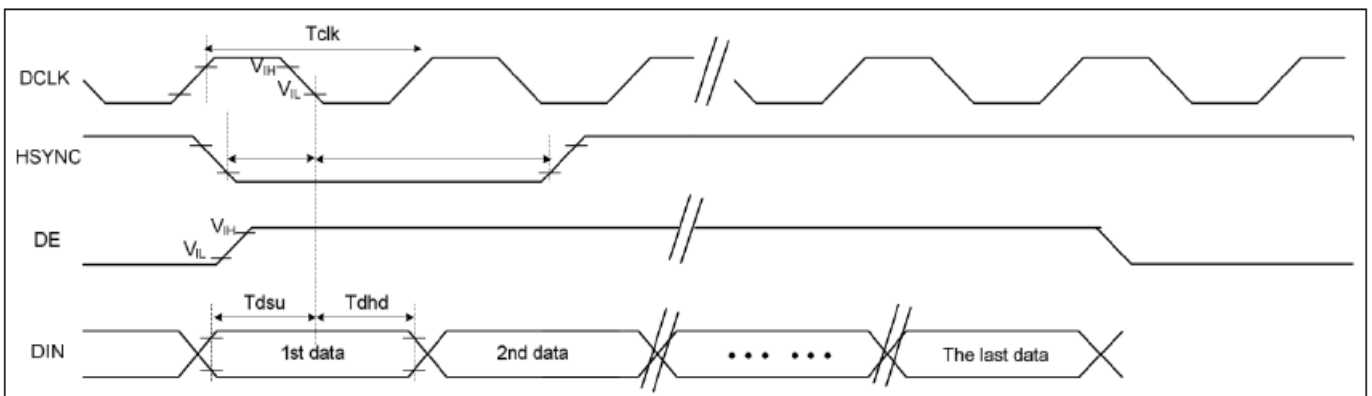 Tclk
DCLK
VIH
VIL
HSYNC
DE
VIH
VIL
Tdsu Tdhd
DIN 1st data 2nd data •••  ••• The last data